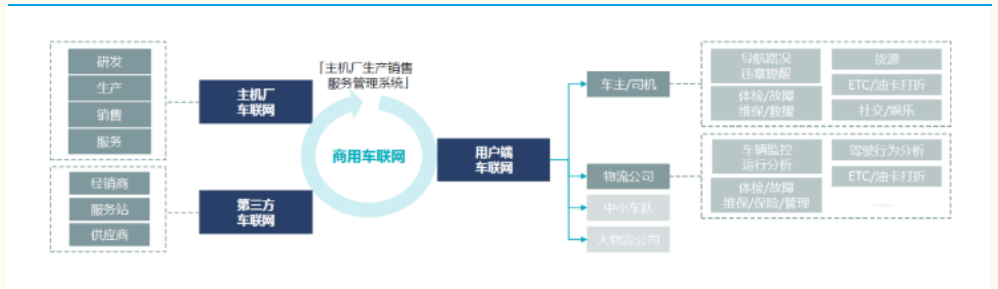 研发
生产
销售
服务
经销商
服务站
供应商
主机厂
车联网
第三方
车联网
「主机厂生产销售
服务管理系统」
商用车联网
用户端
车联网
车主/司机
物流公司
中小车队
大物流公司
导航路况
违章提醒
体检/故障
维保/救援
货源
ETC/油卡打折
社交/娱乐
车辆监控
运行分析
体检/故障
维保/保险/管理
驾驶行为分析
ETC/油卡打折
……